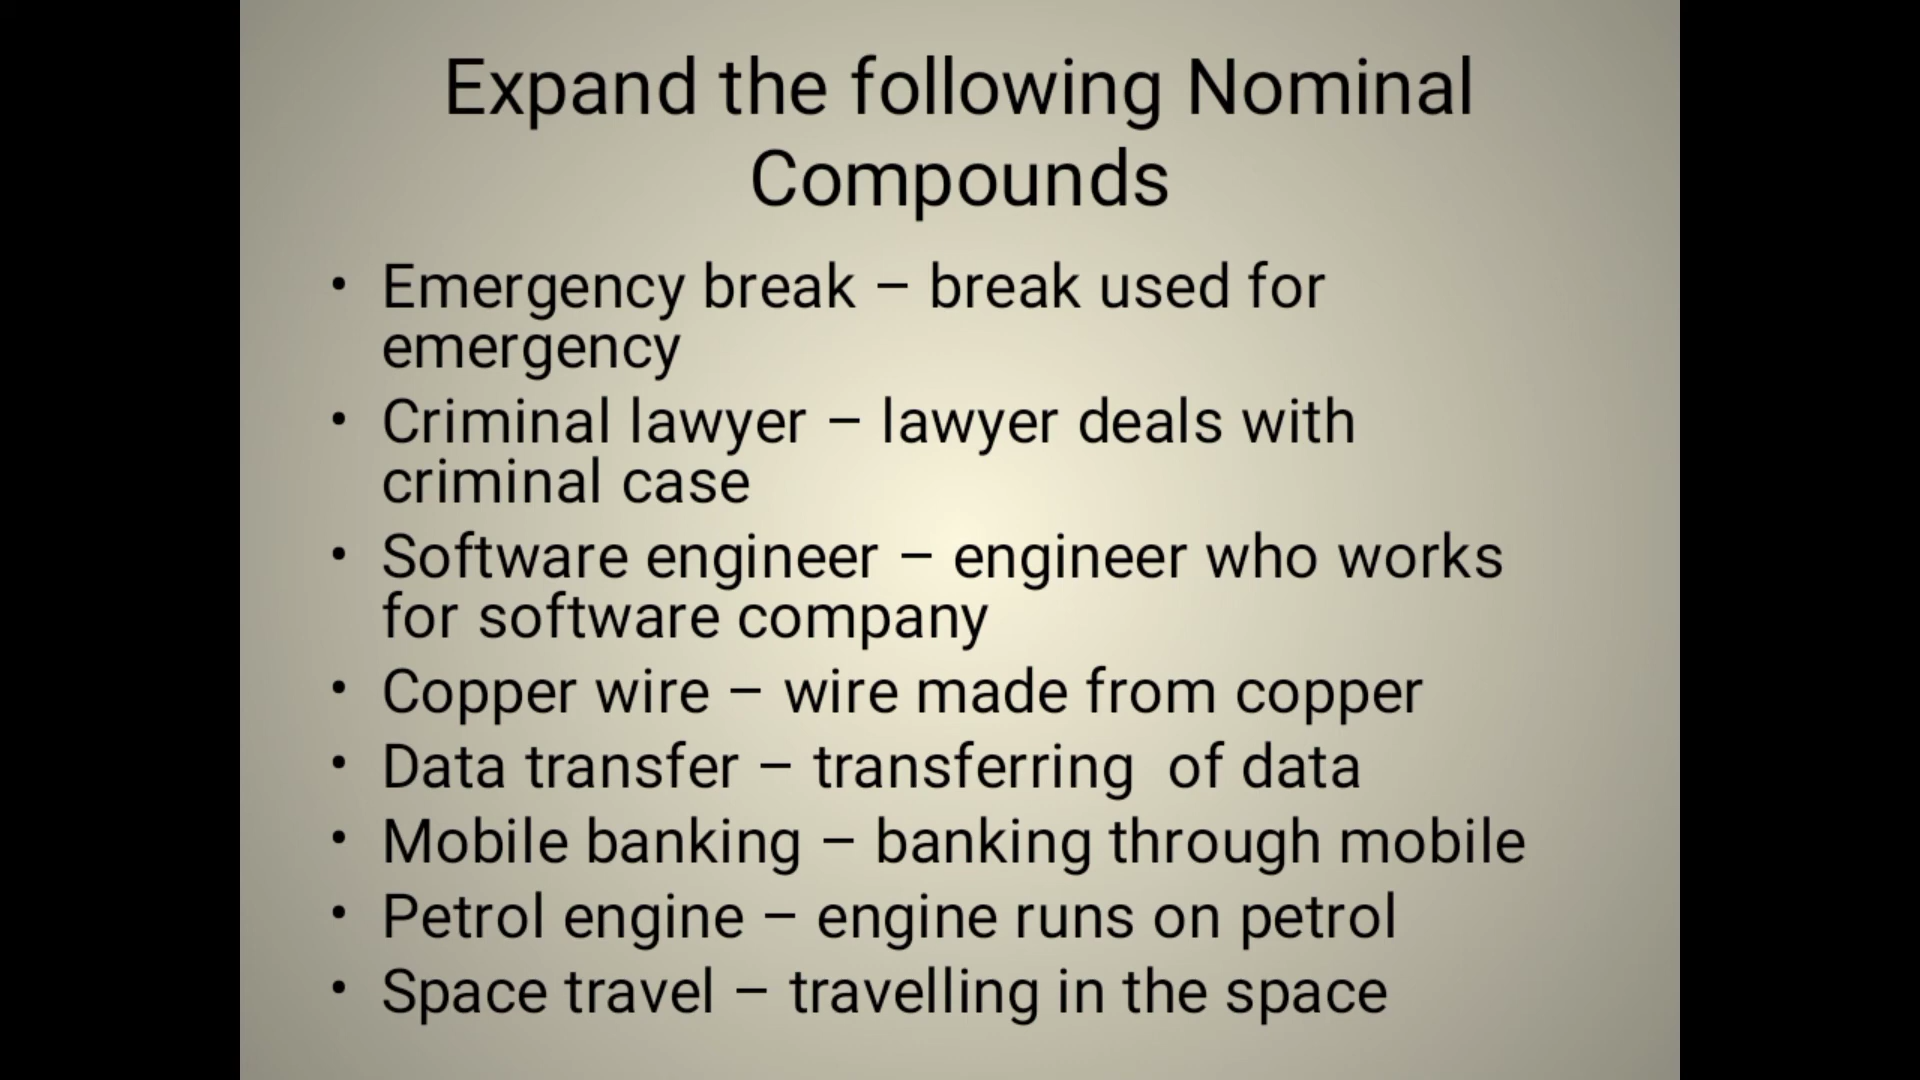 Expand the following Nominal
Compounds
• Emergency break – break used for
emergency
• Criminal lawyer – lawyer deals with
criminal case
• Software engineer – engineer who works
for software company
• Copper wire – wire made from copper
• Data transfer – transferring  of data
• Mobile banking – banking through mobile
• Petrol engine – engine runs on petrol
• Space travel – travelling in the space